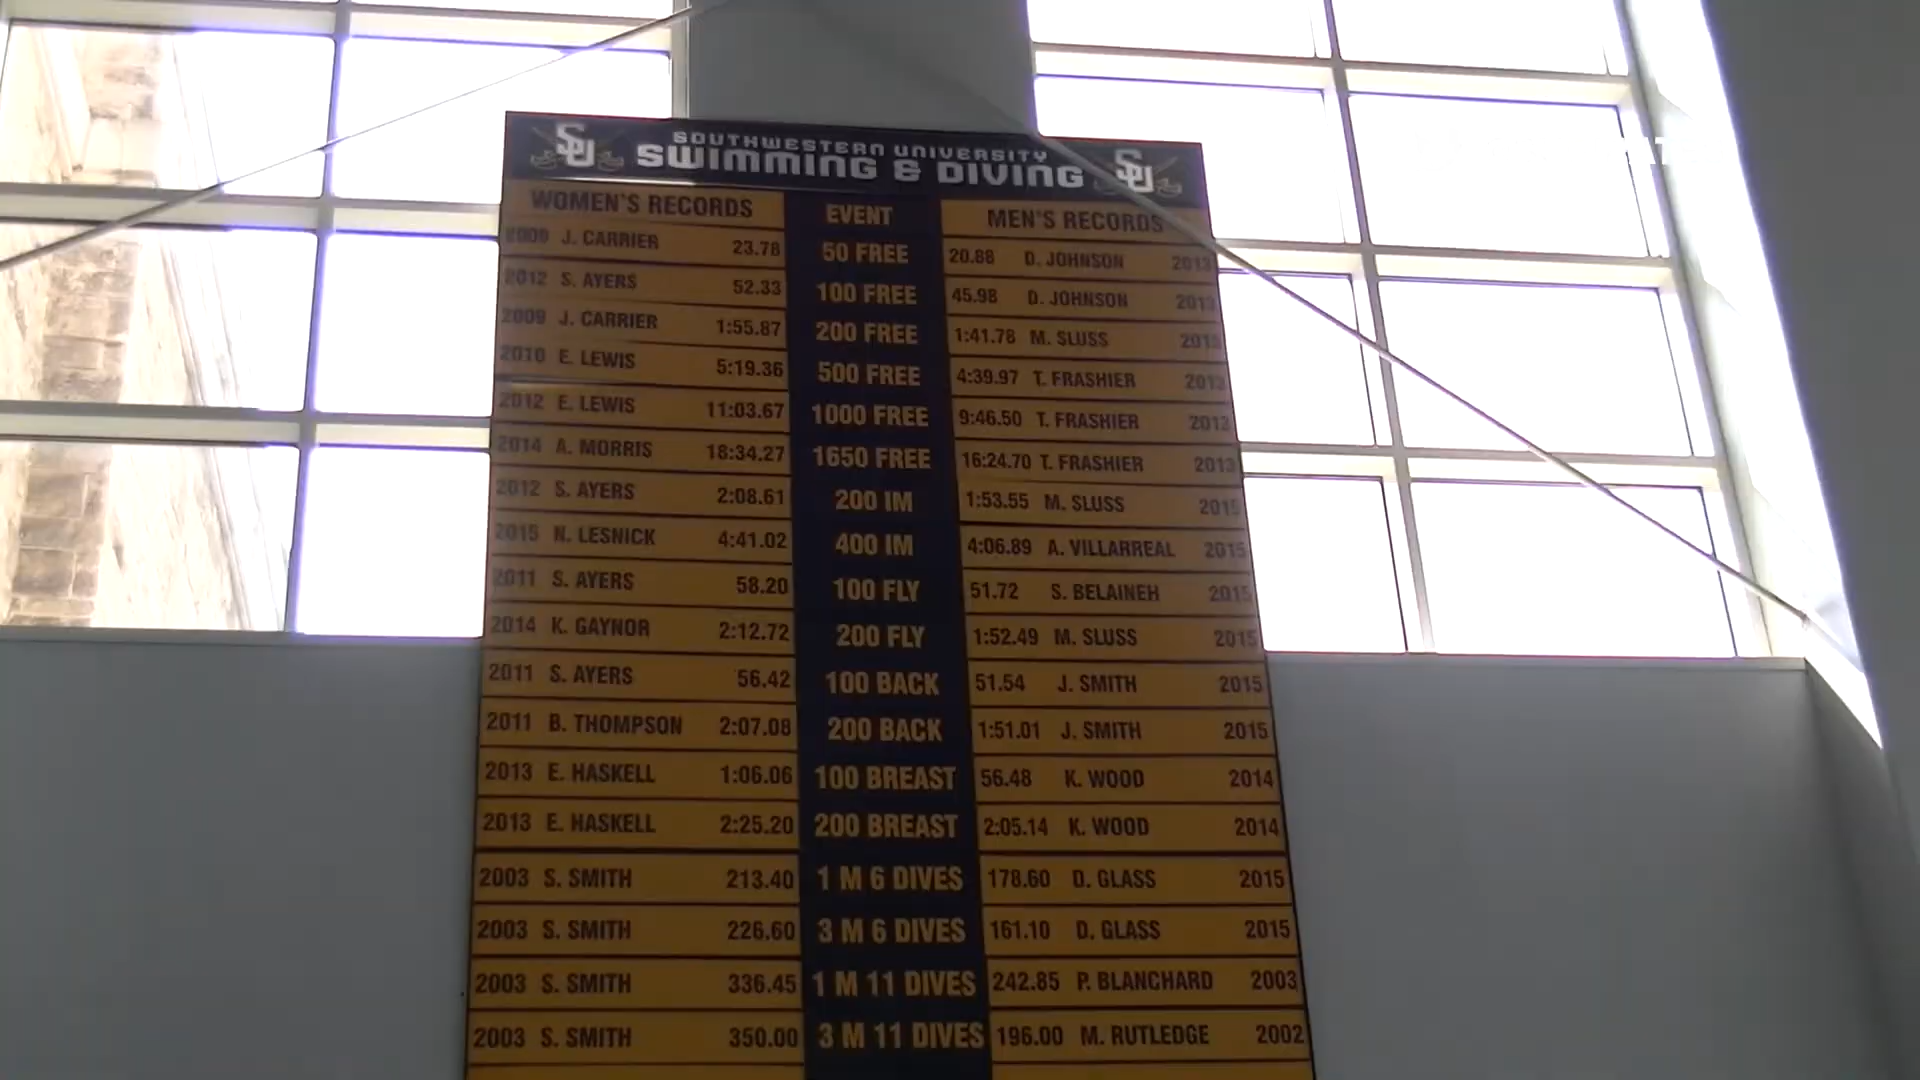 SU SOUTHWESTERN UNIVERSITY SU
SWIMMING & DIVING
WOMEN'S RECORDS EVENT MEN'S RECORDS
2009 J. CARRIER 23.78 50 FREE 20.88 D. JOHNSON 2013
2012 S. AYERS 52.33 100 FREE 45.98 D. JOHNSON 2013
2009 J. CARRIER 1:55.87 200 FREE 1:41.78 M. SLUSS 2015
2010 E. LEWIS 5:19.36 500 FREE 4:39.97 T. FRASHIER 2013
2012 E. LEWIS 11:03.67 1000 FREE 9:46.50 T. FRASHIER 2013
2014 A. MORRIS 18:34.27 1650 FREE 16:24.70 T. FRASHIER 2013
2012 S. AYERS 2:08.61 200 IM 1:53.55 M. SLUSS 2015
2015 N. LESNICK 4:41.02 400 IM 4:06.89 A. VILLARREAL 2015
2011 S. AYERS 58.20 100 FLY 51.72 S. BELAINEH 2015
2014 K. GAYNOR 2:12.72 200 FLY 1:52.49 M. SLUSS 2015
2011 S. AYERS 56.42 100 BACK 51.54 J. SMITH 2015
2011 B. THOMPSON 2:07.08 200 BACK 1:51.01 J. SMITH 2015
2013 E. HASKELL 1:06.06 100 BREAST 56.48 K. WOOD 2014
2013 E. HASKELL 2:25.20 200 BREAST 2:05.14 K. WOOD 2014
2003 S. SMITH 213.40 1 M 6 DIVES 178.60 D. GLASS 2015
2003 S. SMITH 226.60 3 M 6 DIVES 161.10 D. GLASS 2015
2003 S. SMITH 336.45 1 M 11 DIVES 242.85 P. BLANCHARD 2003
2003 S. SMITH 350.00 3 M 11 DIVES 196.00 M. RUTLEDGE 2002